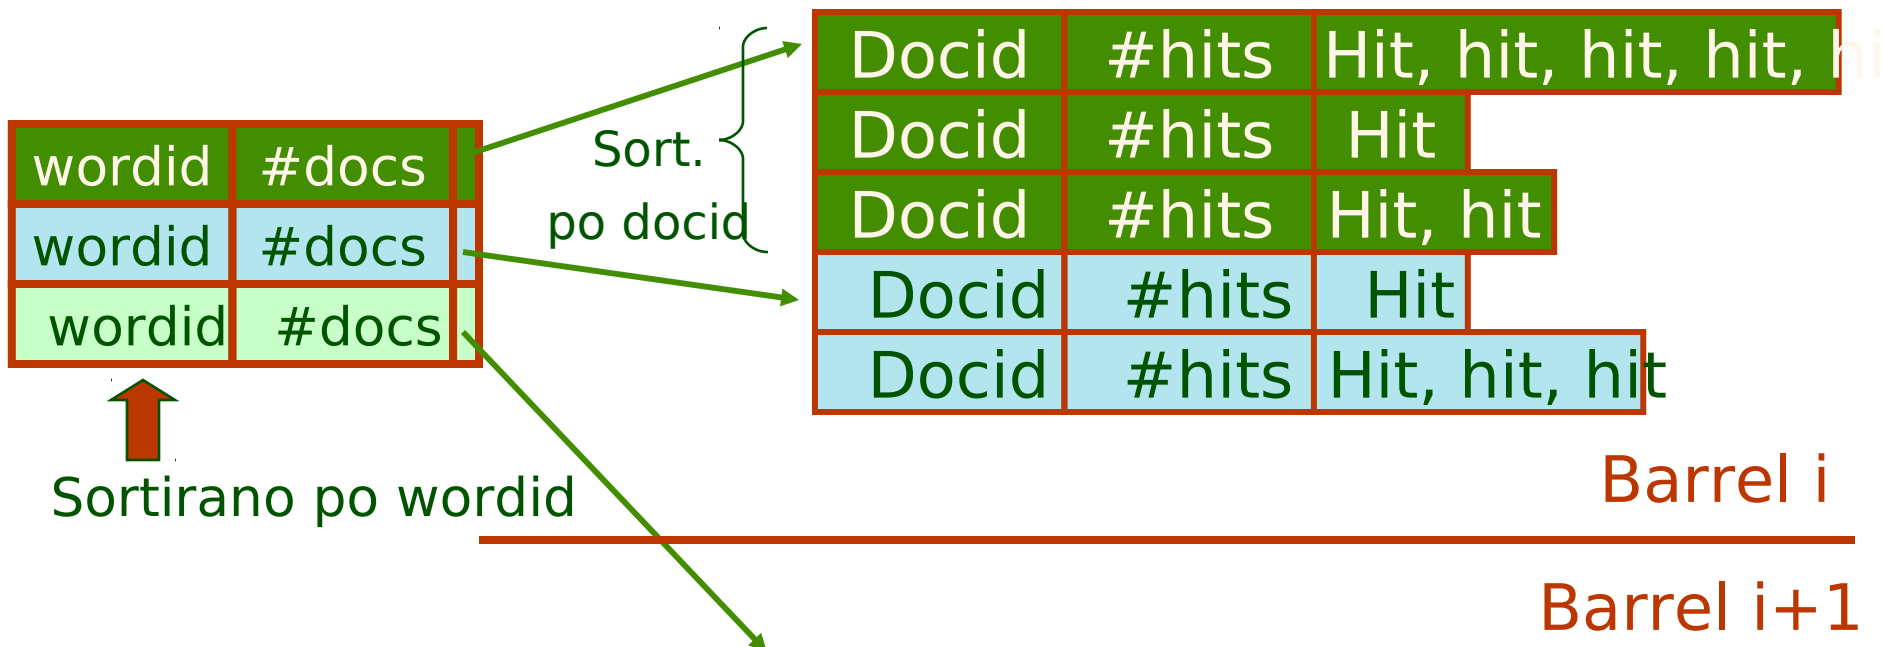 wordid #docs
wordid #docs
wordid #docs
Sortirano po wordid
Sort.
po docid
Docid #hits Hit, hit, hit, hit, hi
Docid #hits Hit
Docid #hits Hit, hit
Docid #hits Hit
Docid #hits Hit, hit, hit
Barrel i
Barrel i+1